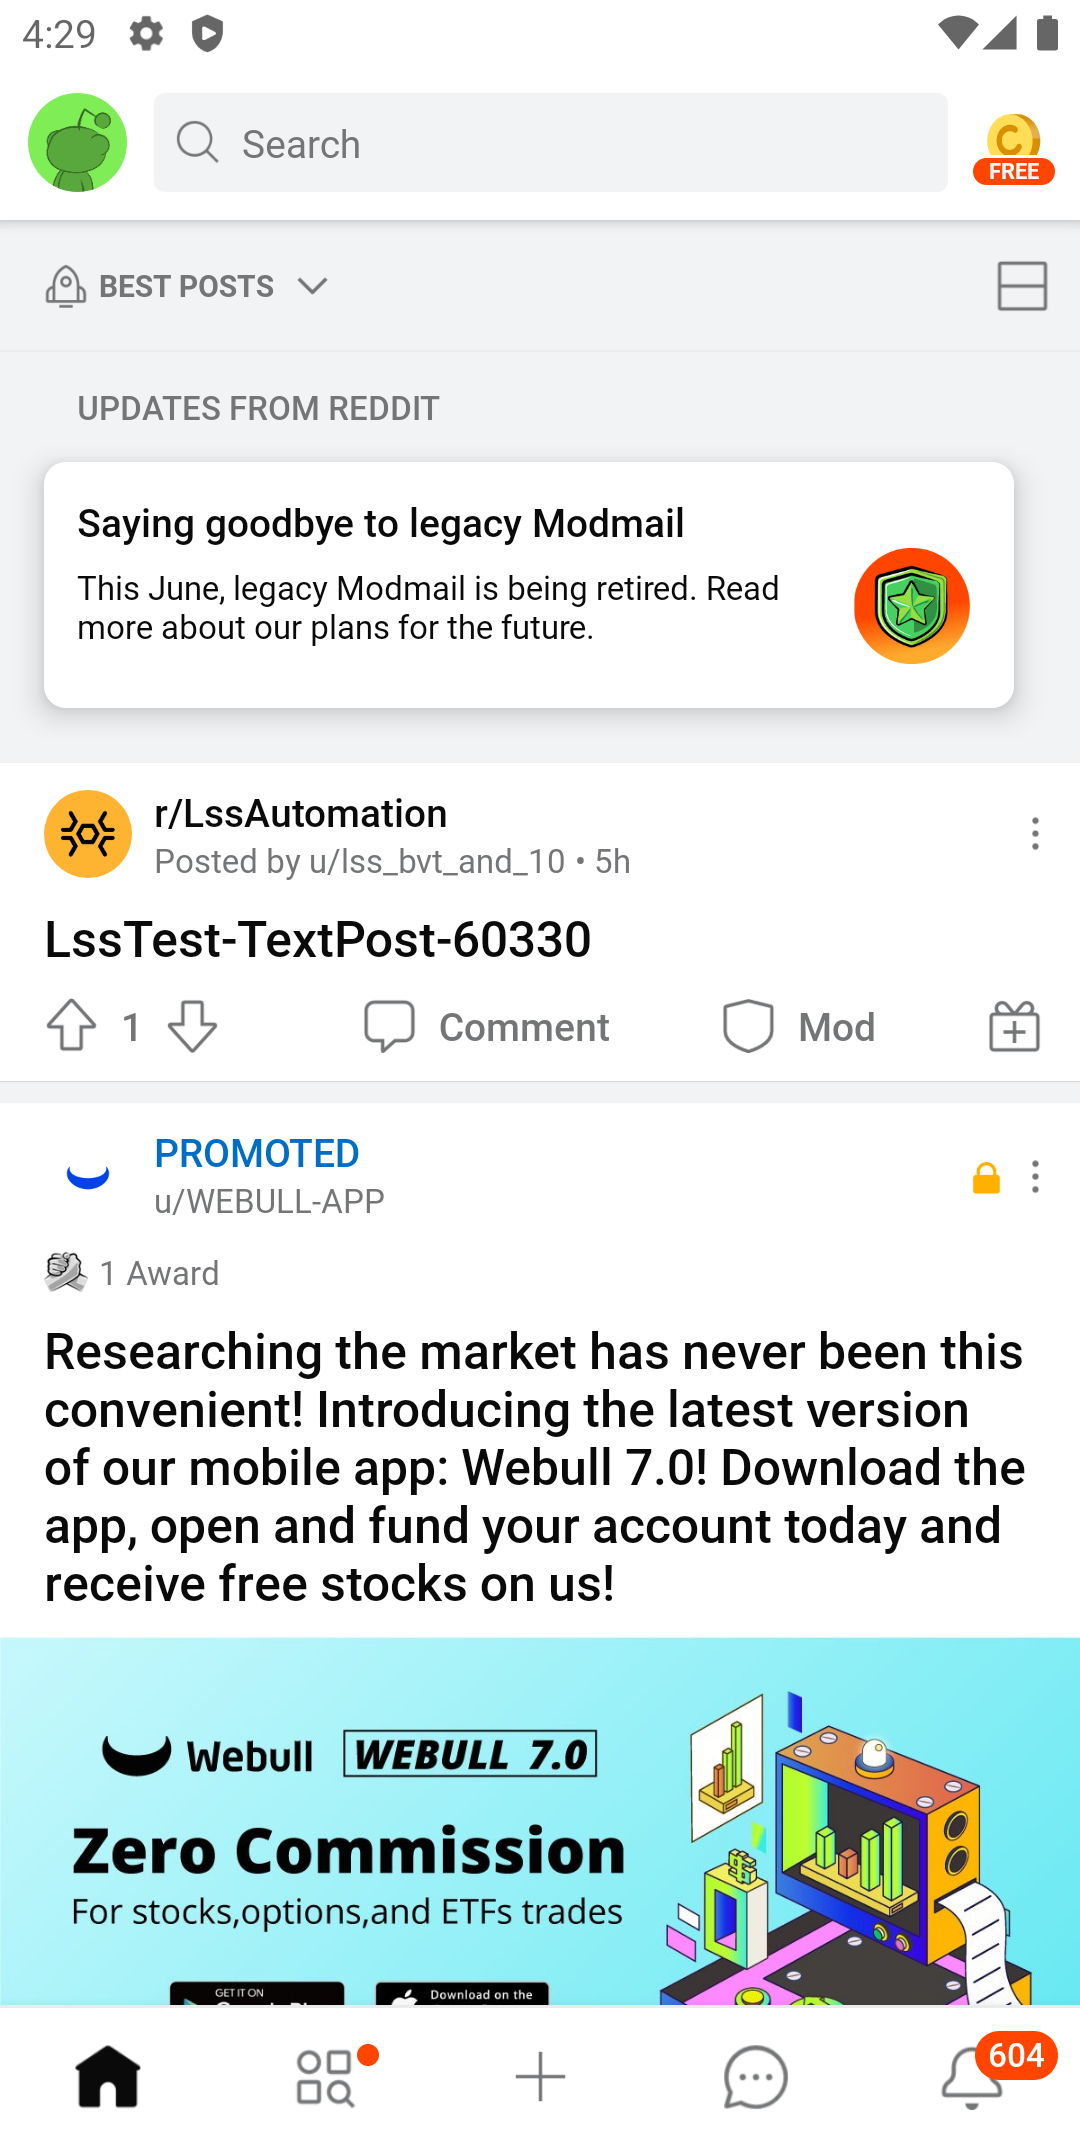 4:29
Search
FREE
BEST POSTS
UPDATES FROM REDDIT
Saying goodbye to legacy Modmail
This June, legacy Modmail is being retired. Read
more about our plans for the future.
r/LssAutomation
Posted by u/lss_bvt_and_10 • 5h
LssTest-TextPost-60330
1
Comment
Mod
PROMOTED
u/WEBULL-APP
1 Award
Researching the market has never been this
convenient! Introducing the latest version
of our mobile app: Webull 7.0! Download the
app, open and fund your account today and
receive free stocks on us!
Webull WEBULL 7.0
Zero Commission
For stocks,options,and ETFs trades
GET IT ON
Download on the
604